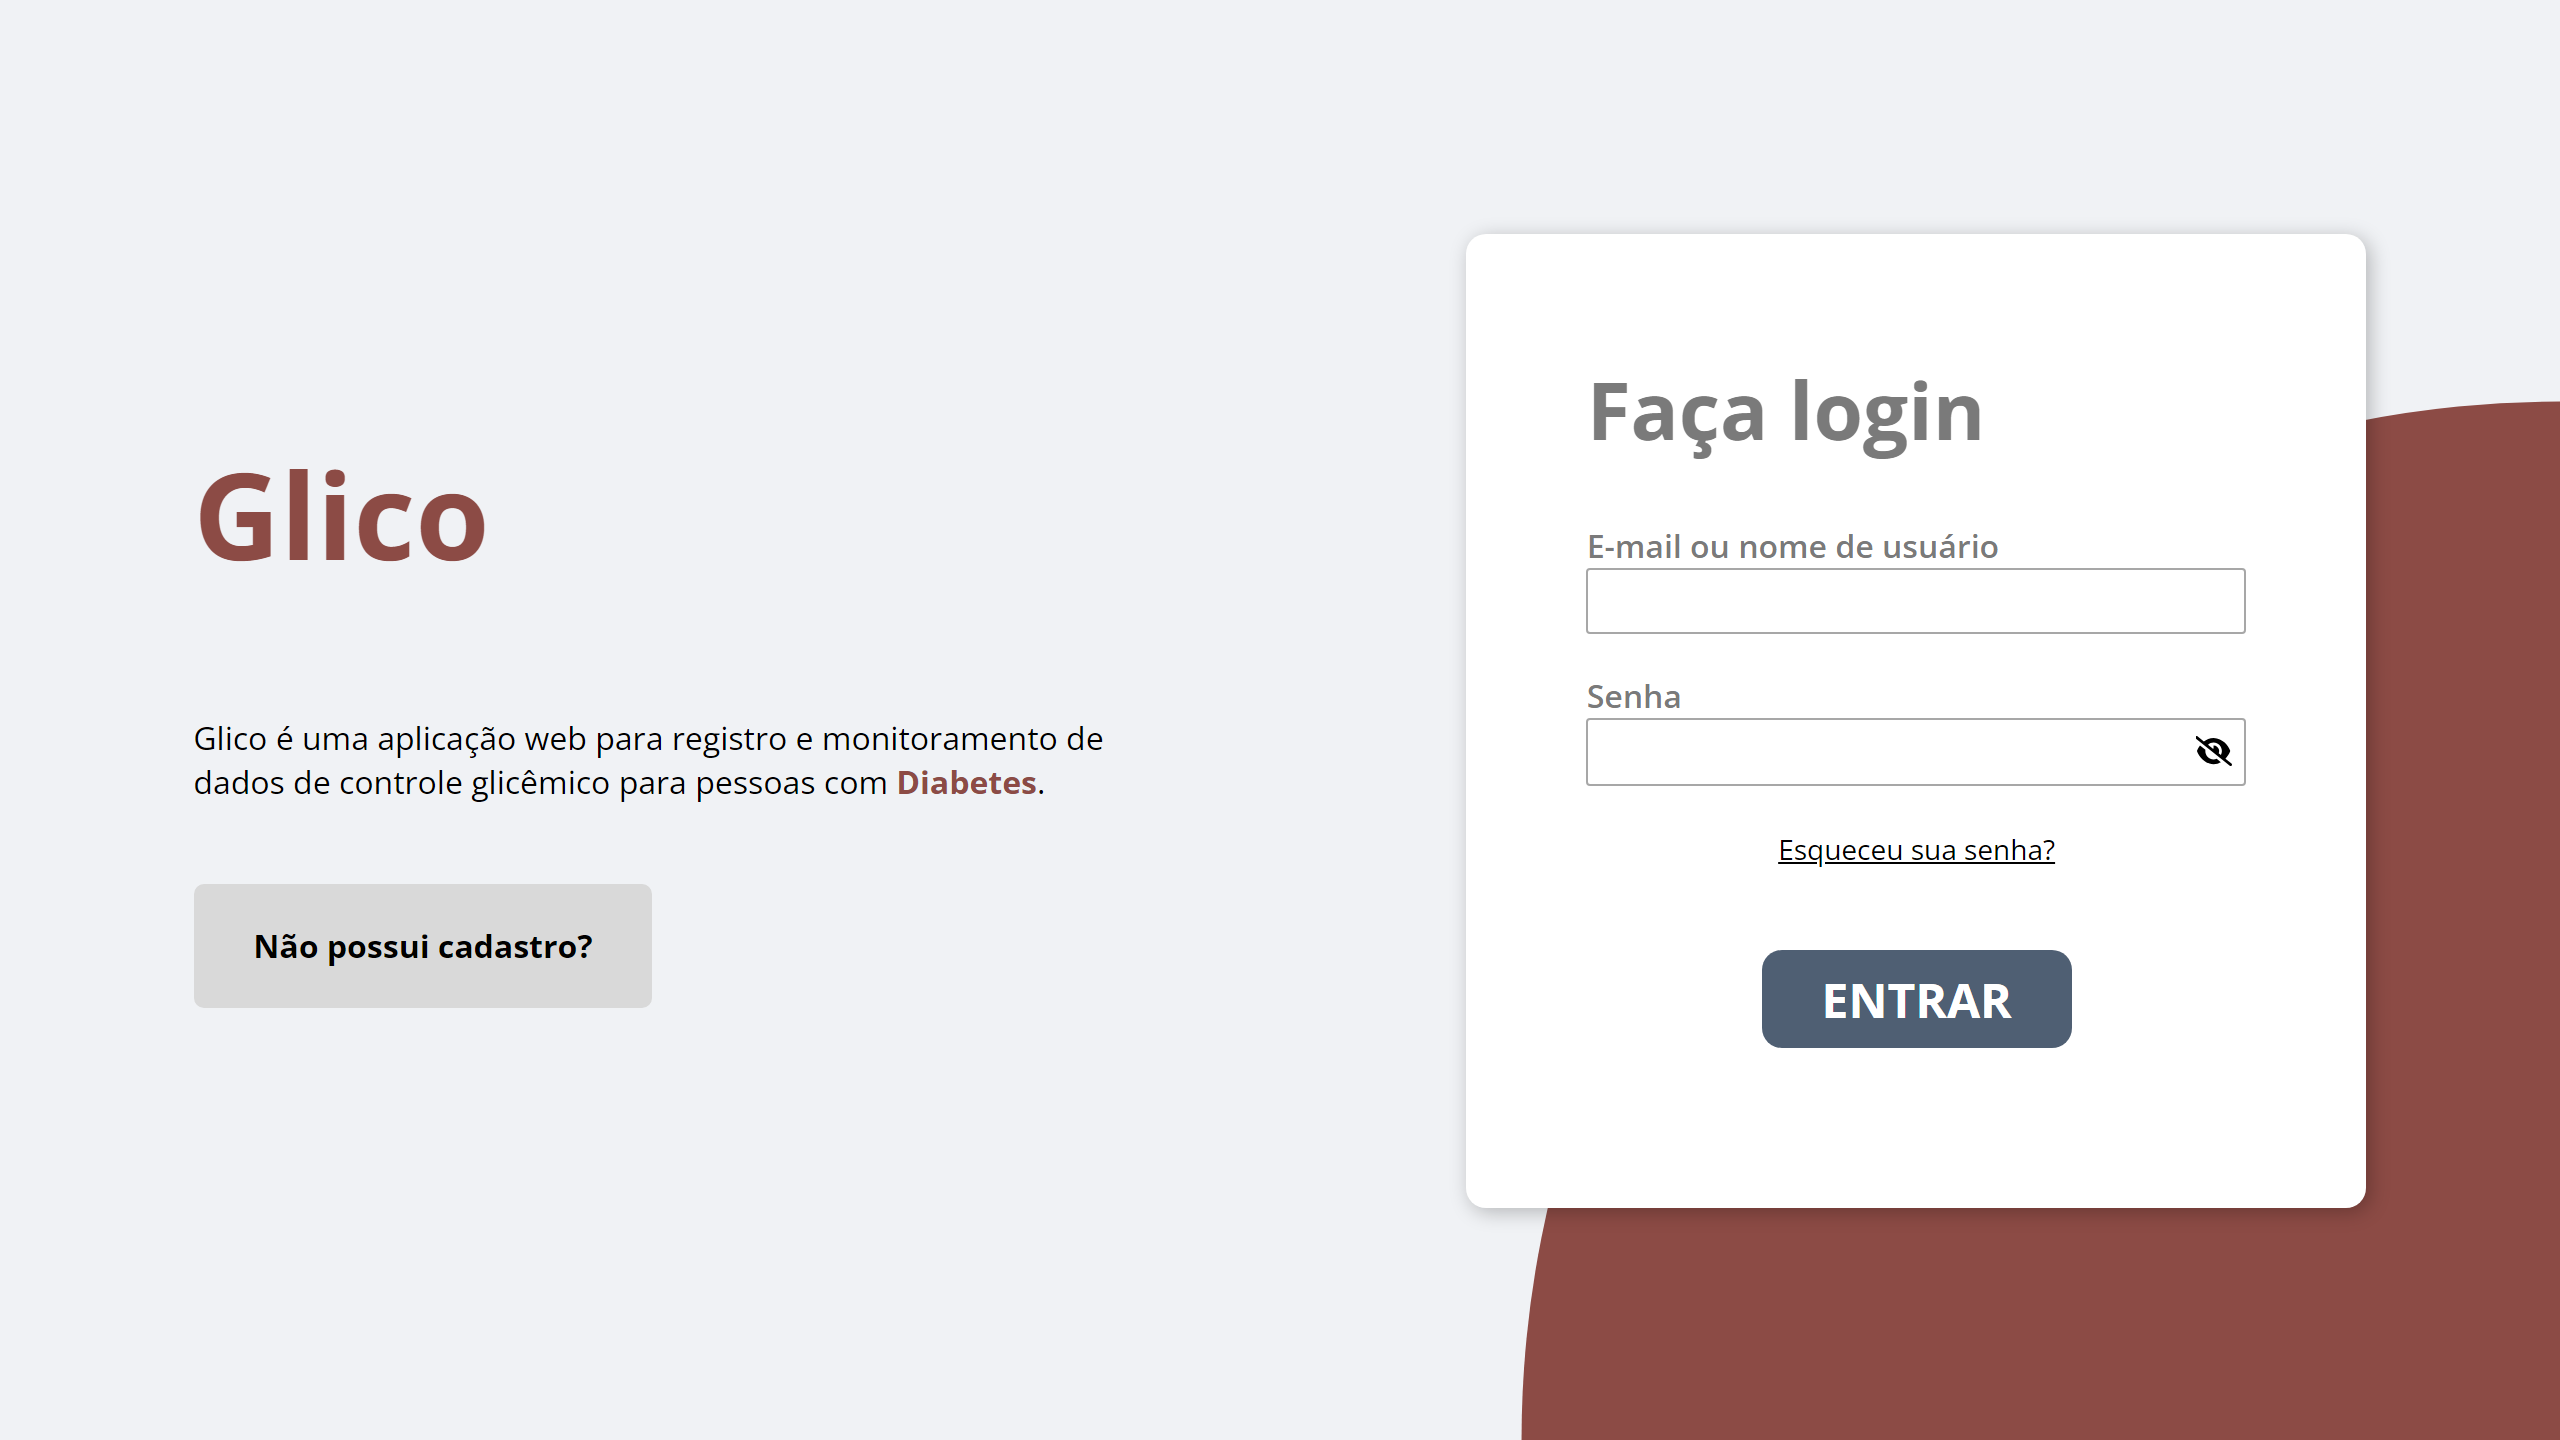 Glico
Glico é uma aplicação web para registro e monitoramento de
dados de controle glicêmico para pessoas com Diabetes.
Não possui cadastro?
Faça login
E-mail ou nome de usuário
Senha
Esqueceu sua senha?
ENTRAR